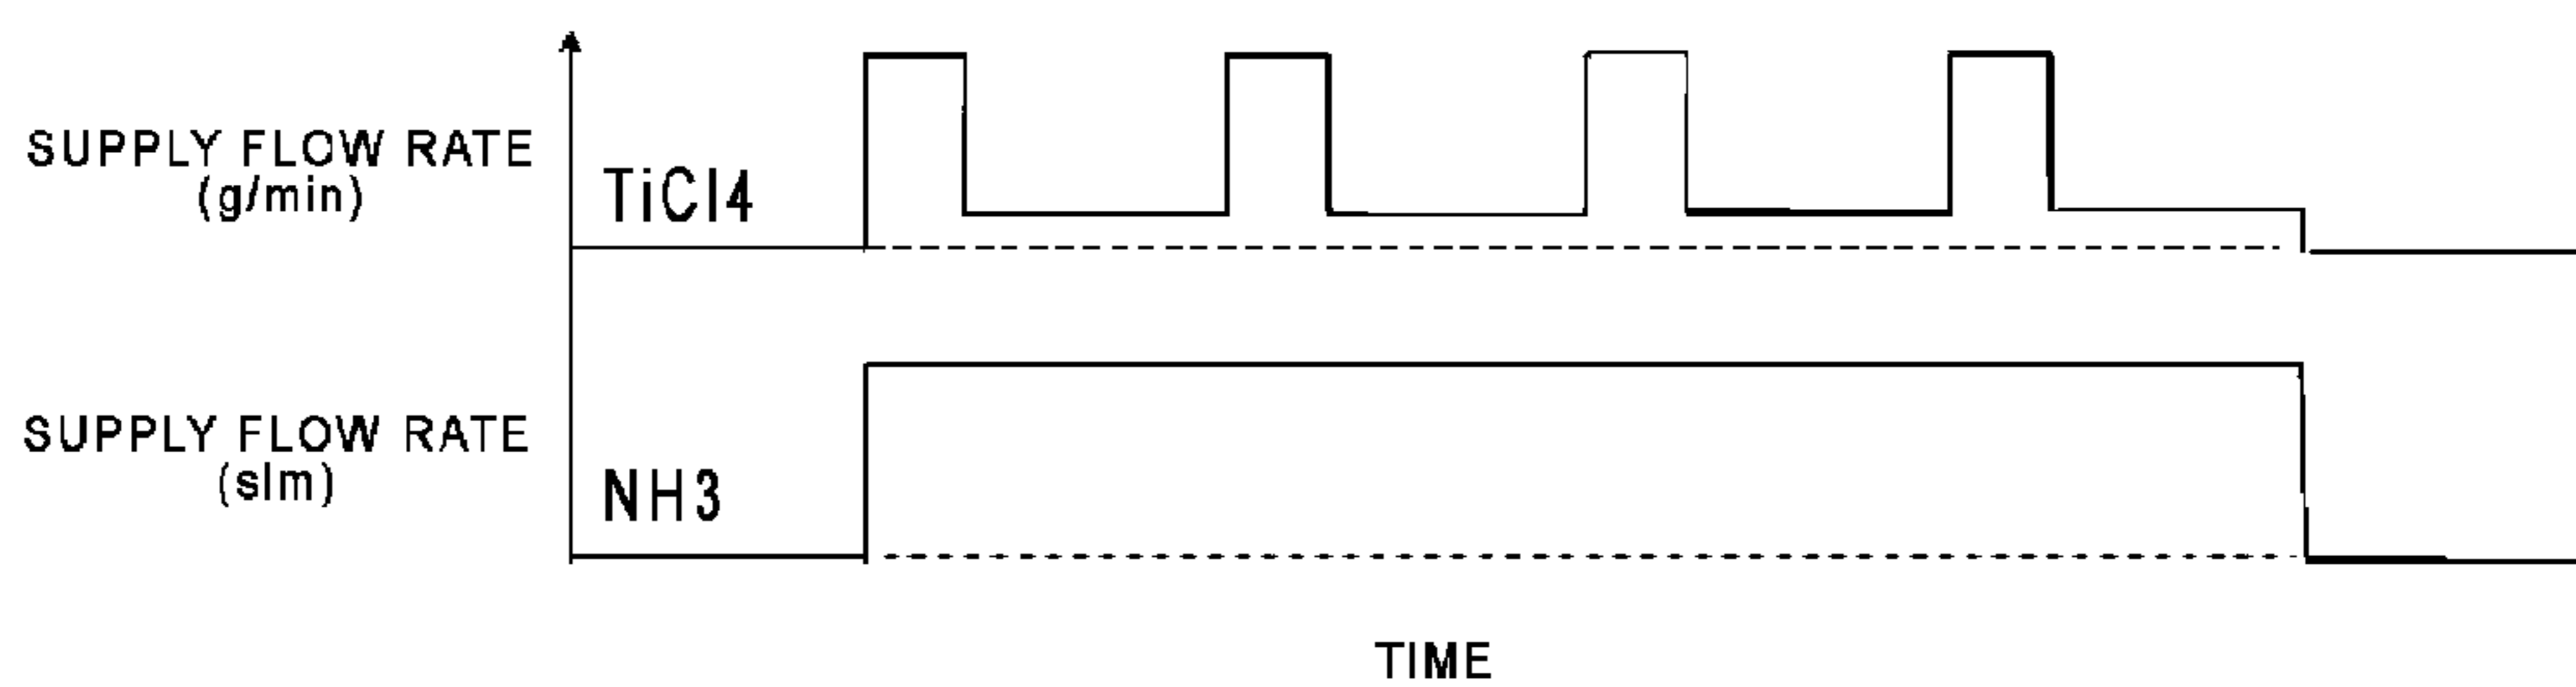 SUPPLY FLOW RATE
(g/min)
TiCl4
SUPPLY FLOW RATE
(slm)
NH3
TIME